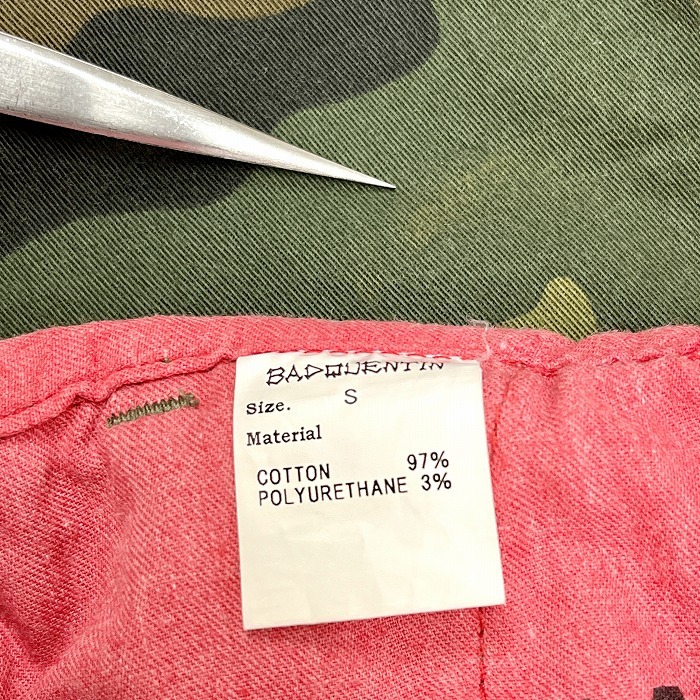 BADQUENTIN
Size. S
Material
COTTON 97%
POLYURETHANE 3%